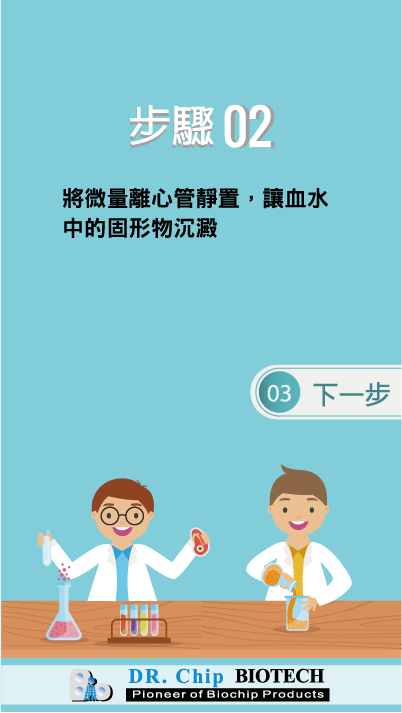 步驟 02
將微量離心管靜置，讓血水
中的固形物沉澱
03 下一步
DR. Chip BIOTECH
Pioneer of Biochip Products